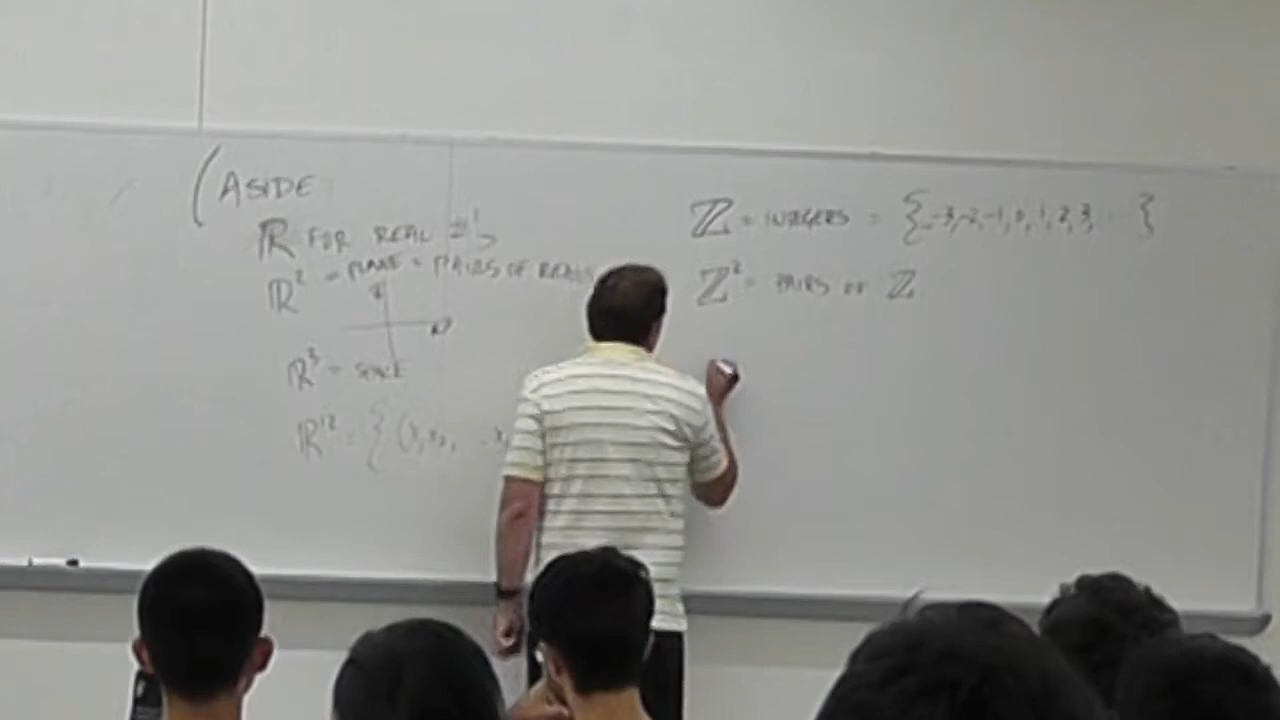 (ASIDE
ℝ FOR REAL #'s
ℝ² = PLANE = PAIRS OF REALS
ℝ³ = SPACE
ℝ¹² = {(x₁, x₂,
ℤ = INTEGERS = {...-3,-2,-1,0,1,2,3, ... }
ℤ² = PAIRS OF ℤ